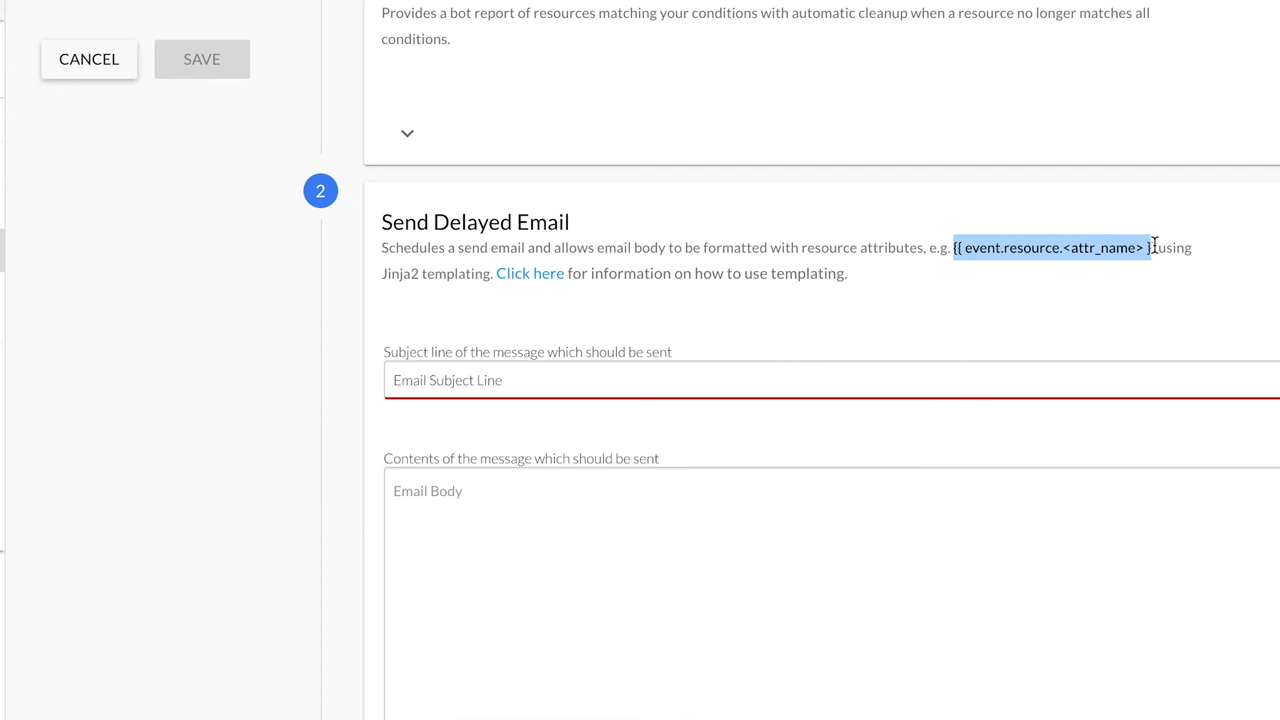 Provides a bot report of resources matching your conditions with automatic cleanup when a resource no longer matches all
conditions.
CANCEL
SAVE
2
Send Delayed Email
Schedules a send email and allows email body to be formatted with resource attributes, e.g. {{ event.resource.<attr_name> }} using
Jinja2 templating. Click here for information on how to use templating.
Subject line of the message which should be sent
Email Subject Line
Contents of the message which should be sent
Email Body